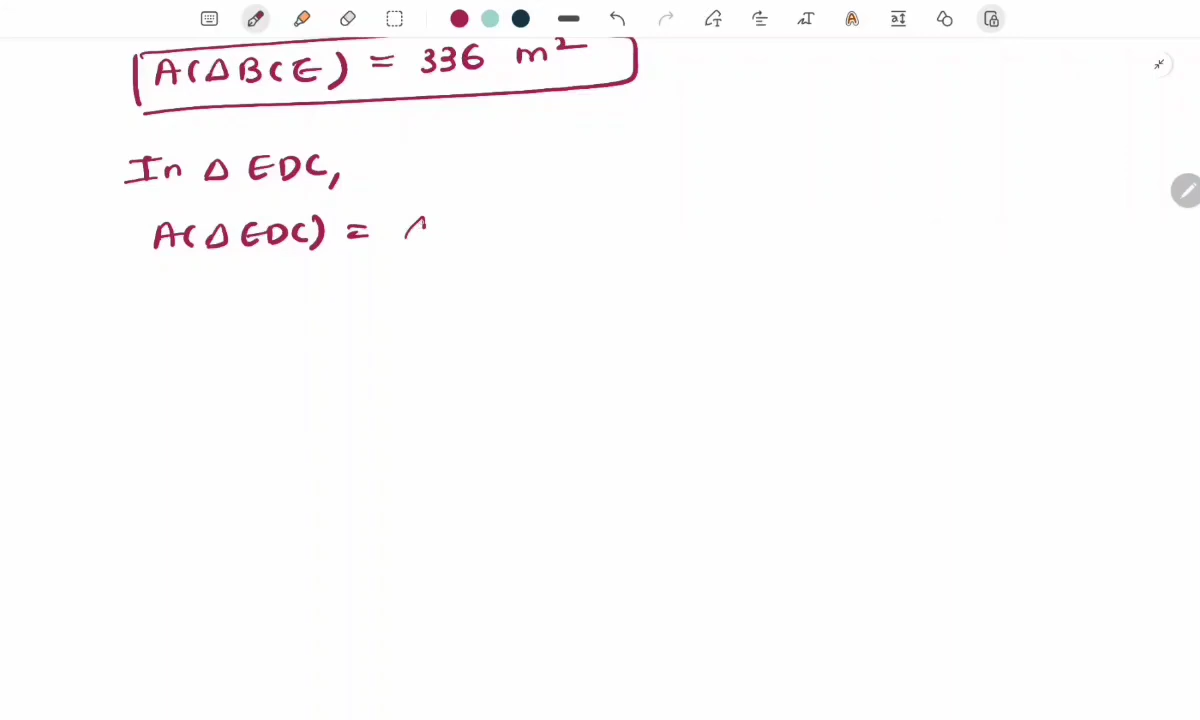 A(△BCE) = 336 m²
In △ EDC,
A(△ EDC) =